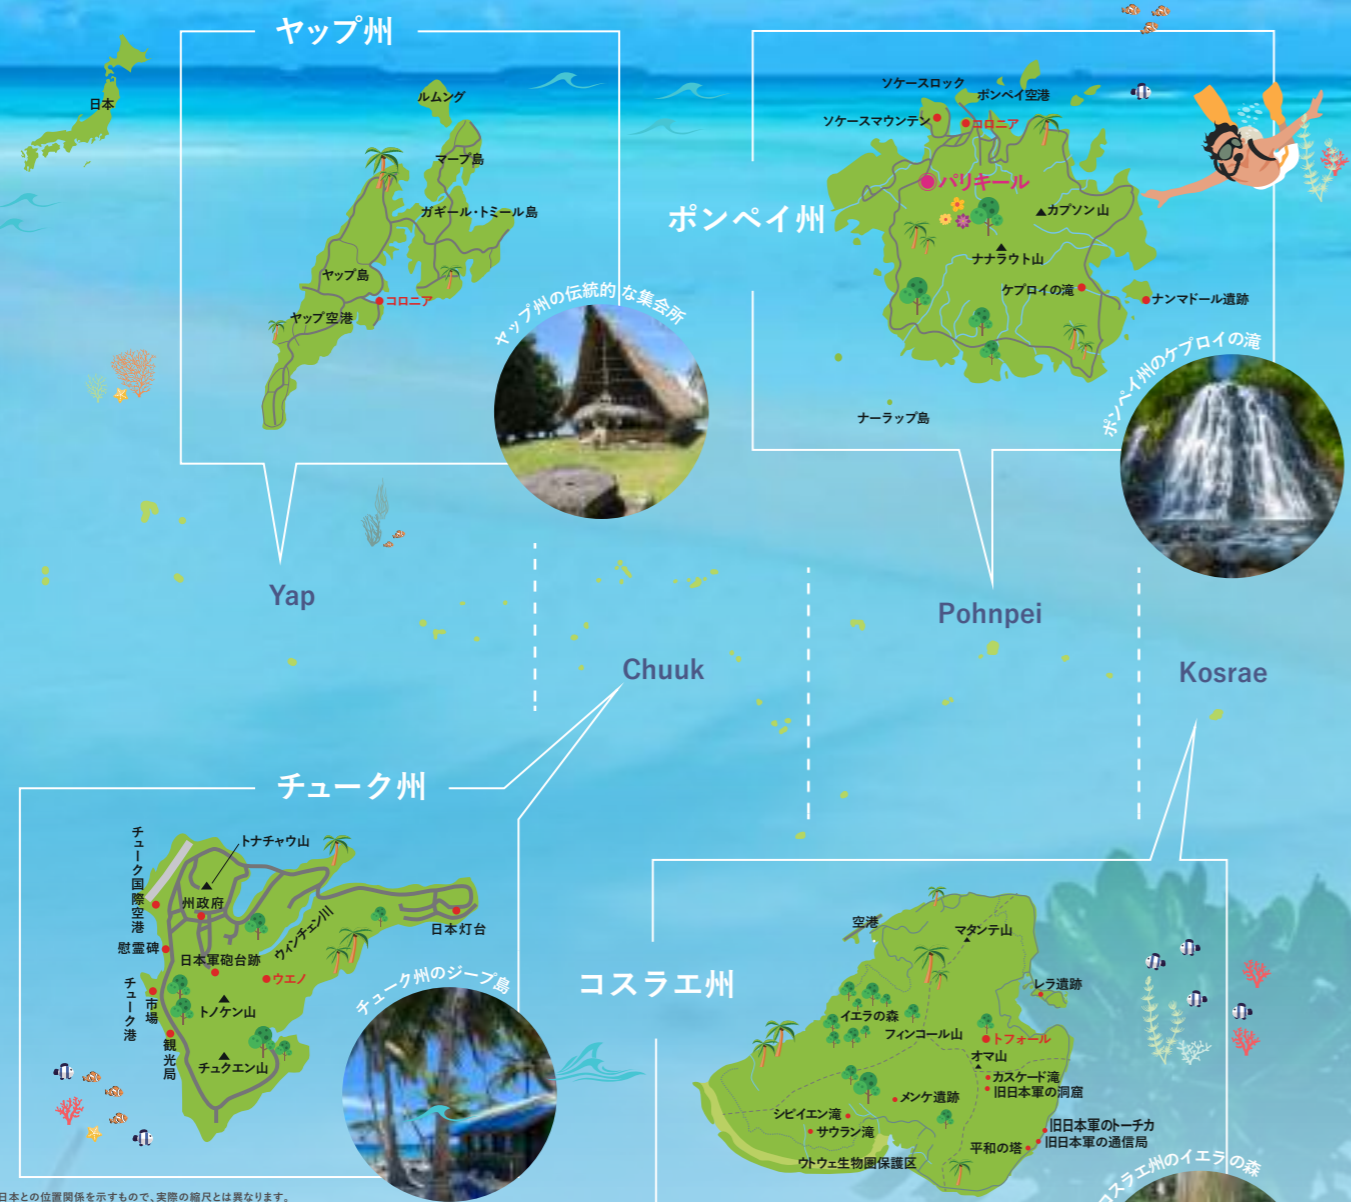 日本
ヤップ州
ルムング
マープ島
ガギール・トミール島
ヤップ島
コロニア
ヤップ空港
ヤップ州の伝統的な集会所
ポンペイ州
ソケースロック
ポンペイ空港
ソケースマウンテン
コロニア
パリキール
カプソン山
ナナラウト山
ケプロイの滝
ナンマドール遺跡
ナーラップ島
ポンペイ州のケプロイの滝
Yap
Chuuk
Pohnpei
Kosrae
チューク州
チューク国際空港
トナチャウ山
州政府
慰霊碑
日本軍砲台跡
ウィンチェン川
日本灯台
ウエノ
チューク港
市場
トノケン山
観光局
チュクエン山
チューク州のジープ島
コスラエ州
空港
マタンテ山
レラ遺跡
イエラの森
フィンコール山
トフォール
オマ山
カスケード滝
旧日本軍の洞窟
メンケ遺跡
シピイエン滝
サウラン滝
旧日本軍のトーチカ
旧日本軍の通信局
平和の塔
ウトウェ生物圏保護区
コスラエ州のイエラの森
日本との位置関係を示すもので、実際の縮尺とは異なります。